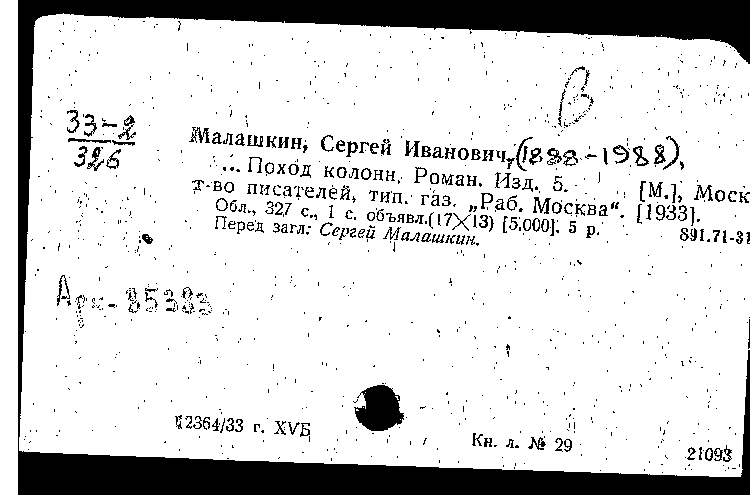 В
33-2
326
Малашкин, Сергей Иванович, (1888-1988),
... Поход колонн. Роман. Изд. 5. [М.], Моск
т-во писателей, тип. газ. „Раб. Москва“. [1933].
Обл., 327 с., 1 с. объявл. (17×13) [5.000]. 5 р.
891.71-31
Перед загл: Сергей Малашкин.
Арх-85383
12364/33 г. XVБ
Кн. л. № 29
21093